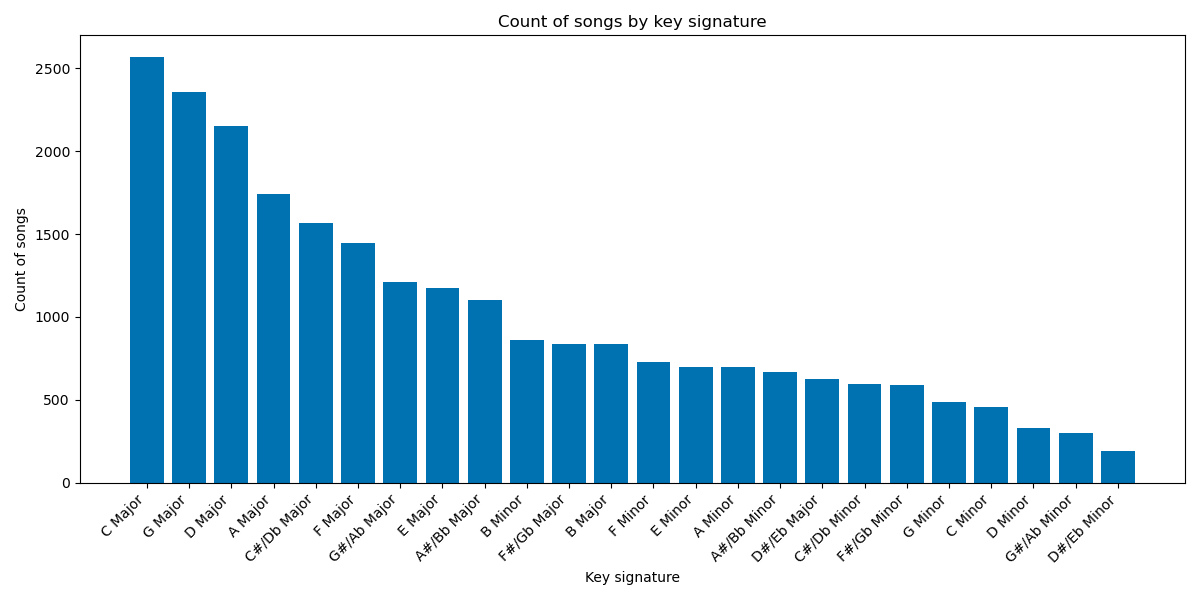 Count of songs by key signature
Count of songs
2500
2000
1500
1000
500
0
C Major
G Major
D Major
A Major
C#/Db Major
F Major
G#/Ab Major
E Major
A#/Bb Major
B Minor
F#/Gb Major
B Major
F Minor
E Minor
A Minor
A#/Bb Minor
D#/Eb Major
C#/Db Minor
F#/Gb Minor
G Minor
C Minor
D Minor
G#/Ab Minor
D#/Eb Minor
Key signature